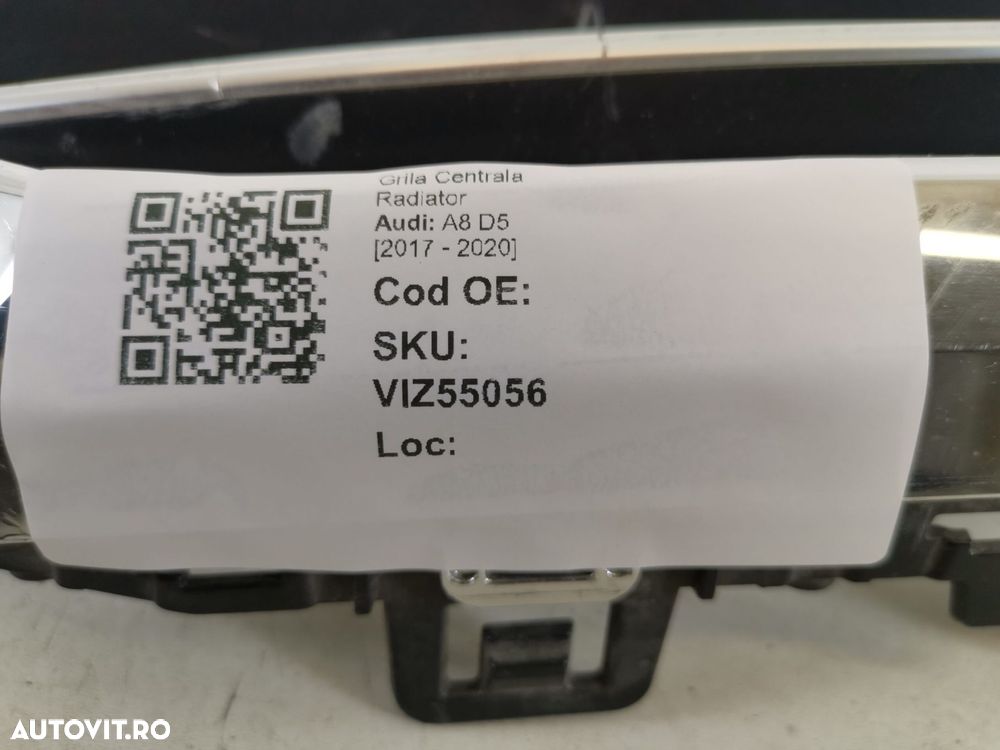 Grila Centrala
Radiator
Audi: A8 D5
[2017 - 2020]
Cod OE:
SKU:
VIZ55056
Loc:
AUTOVIT.RO